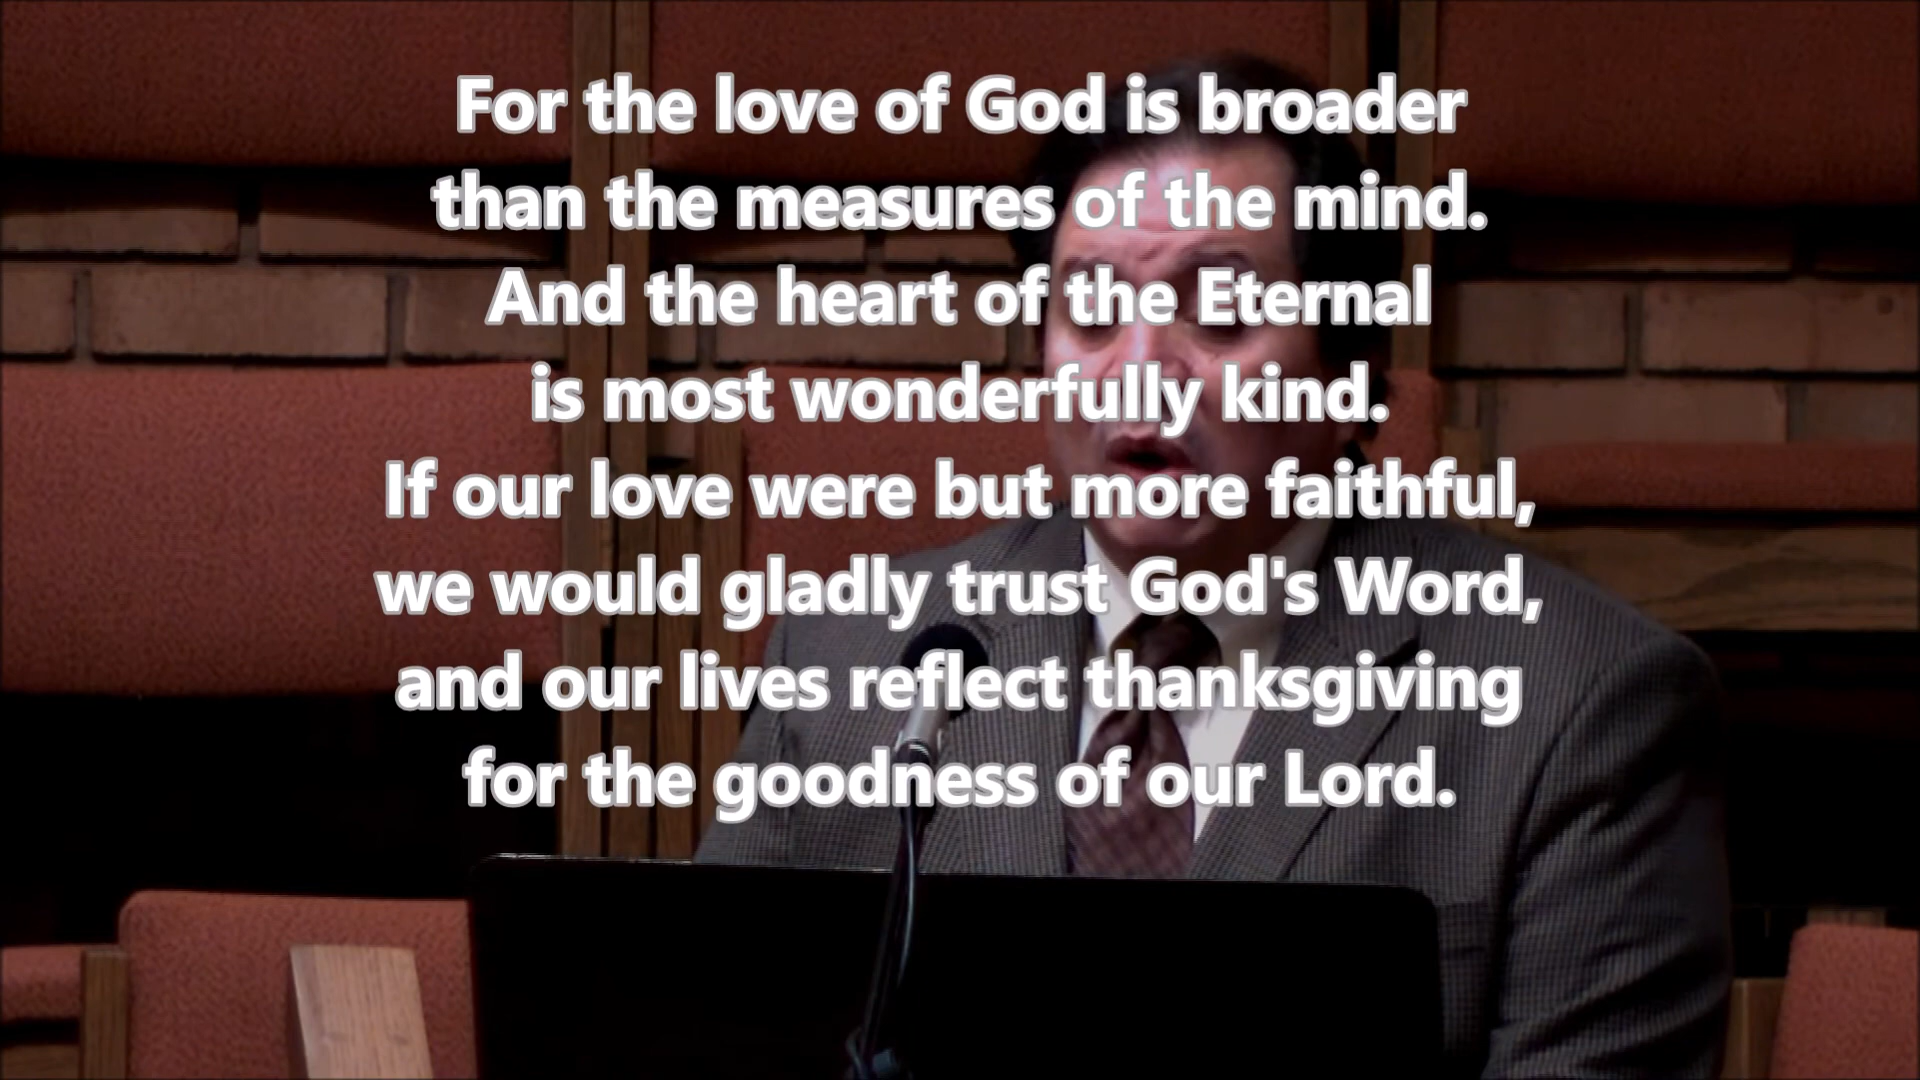 For the love of God is broader
than the measures of the mind.
And the heart of the Eternal
is most wonderfully kind.
If our love were but more faithful,
we would gladly trust God's Word,
and our lives reflect thanksgiving
for the goodness of our Lord.